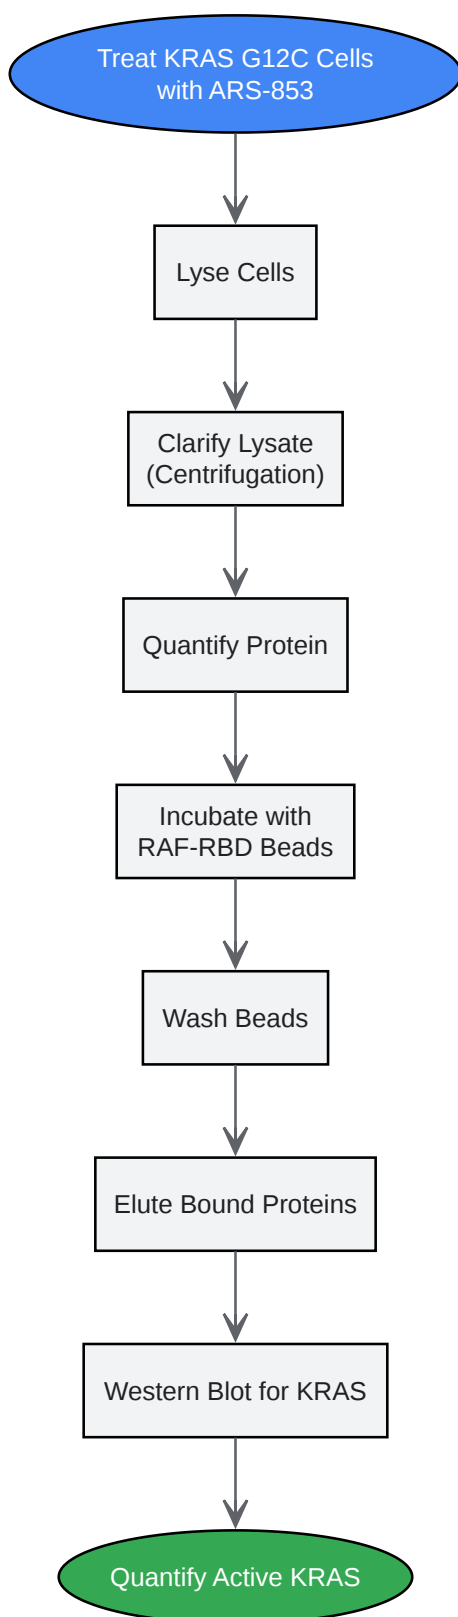 Treat KRAS G12C Cells
with ARS-853
Lyse Cells
Clarify Lysate
(Centrifugation)
Quantify Protein
Incubate with
RAF-RBD Beads
Wash Beads
Elute Bound Proteins
Western Blot for KRAS
Quantify Active KRAS